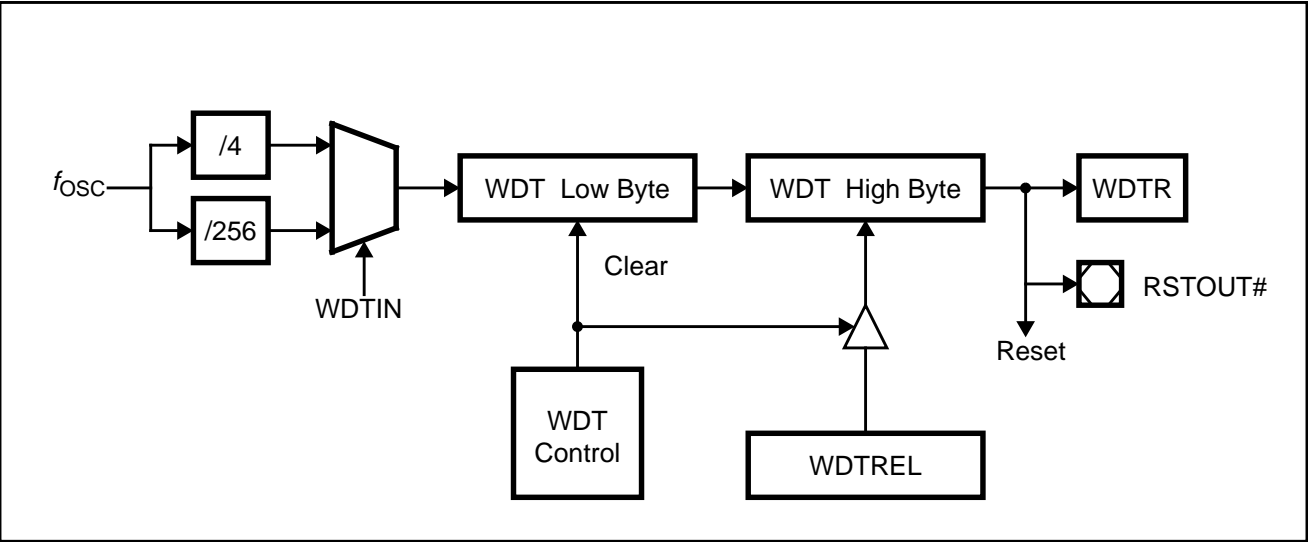 /4
fOSC
WDT Low Byte
WDT High Byte
WDTR
/256
Clear
WDTIN
RSTOUT#
Reset
WDT
Control
WDTREL